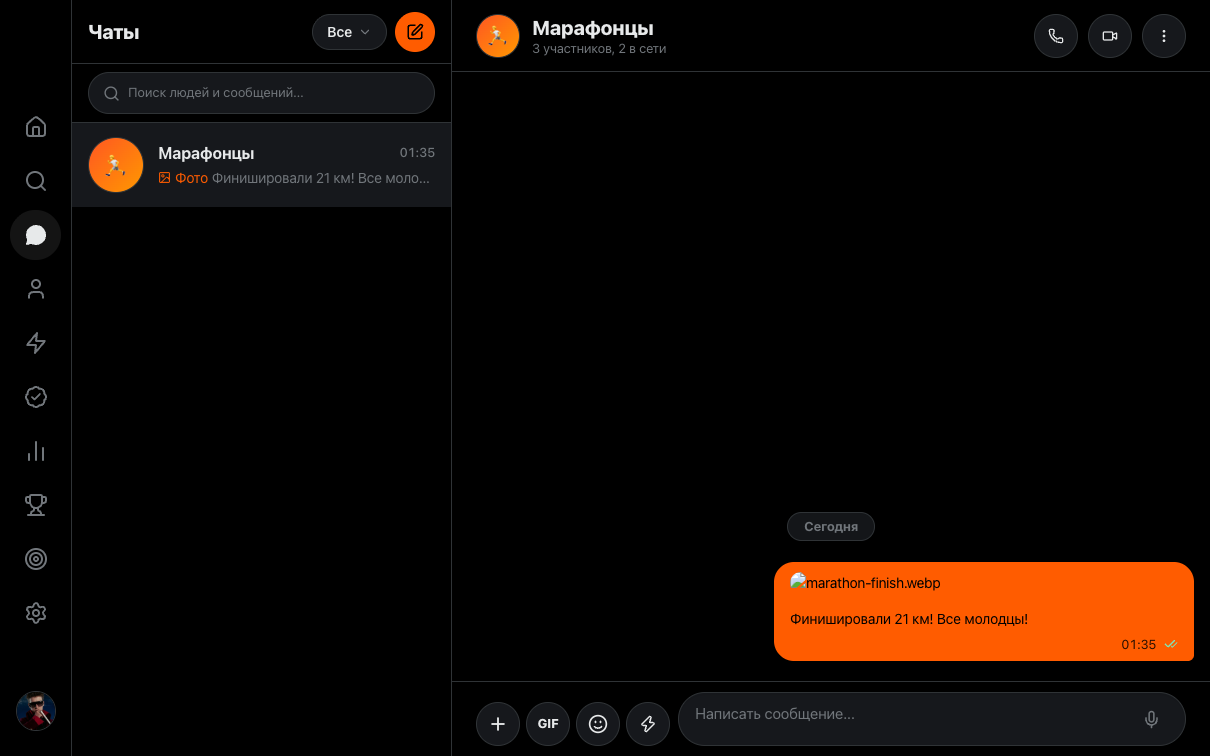 Чаты
Все
Поиск людей и сообщений...
Марафонцы
01:35
Фото Финишировали 21 км! Все моло...
Марафонцы
3 участников, 2 в сети
Сегодня
marathon-finish.webp
Финишировали 21 км! Все молодцы!
01:35
GIF
Написать сообщение...